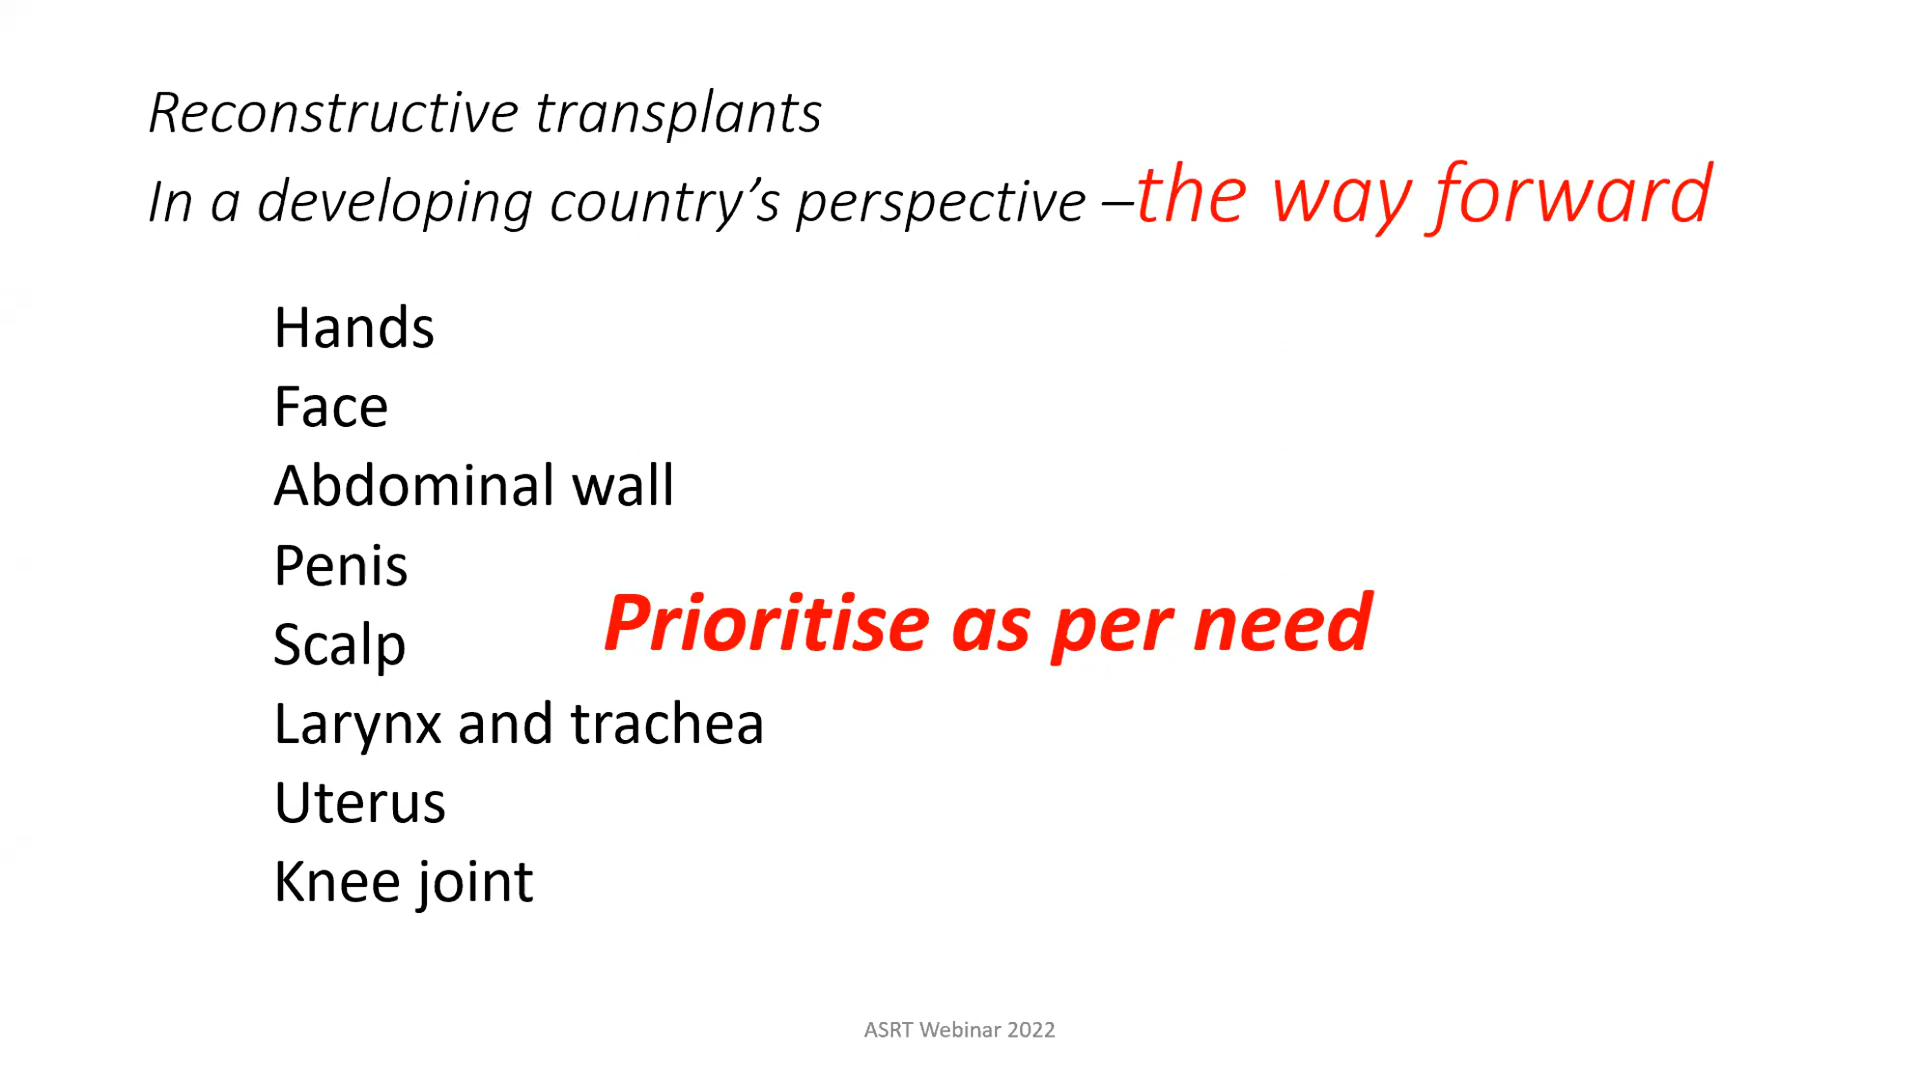 Reconstructive transplants
In a developing country’s perspective –the way forward
Hands
Face
Abdominal wall
Penis
Prioritise as per need
Scalp
Larynx and trachea
Uterus
Knee joint
ASRT Webinar 2022